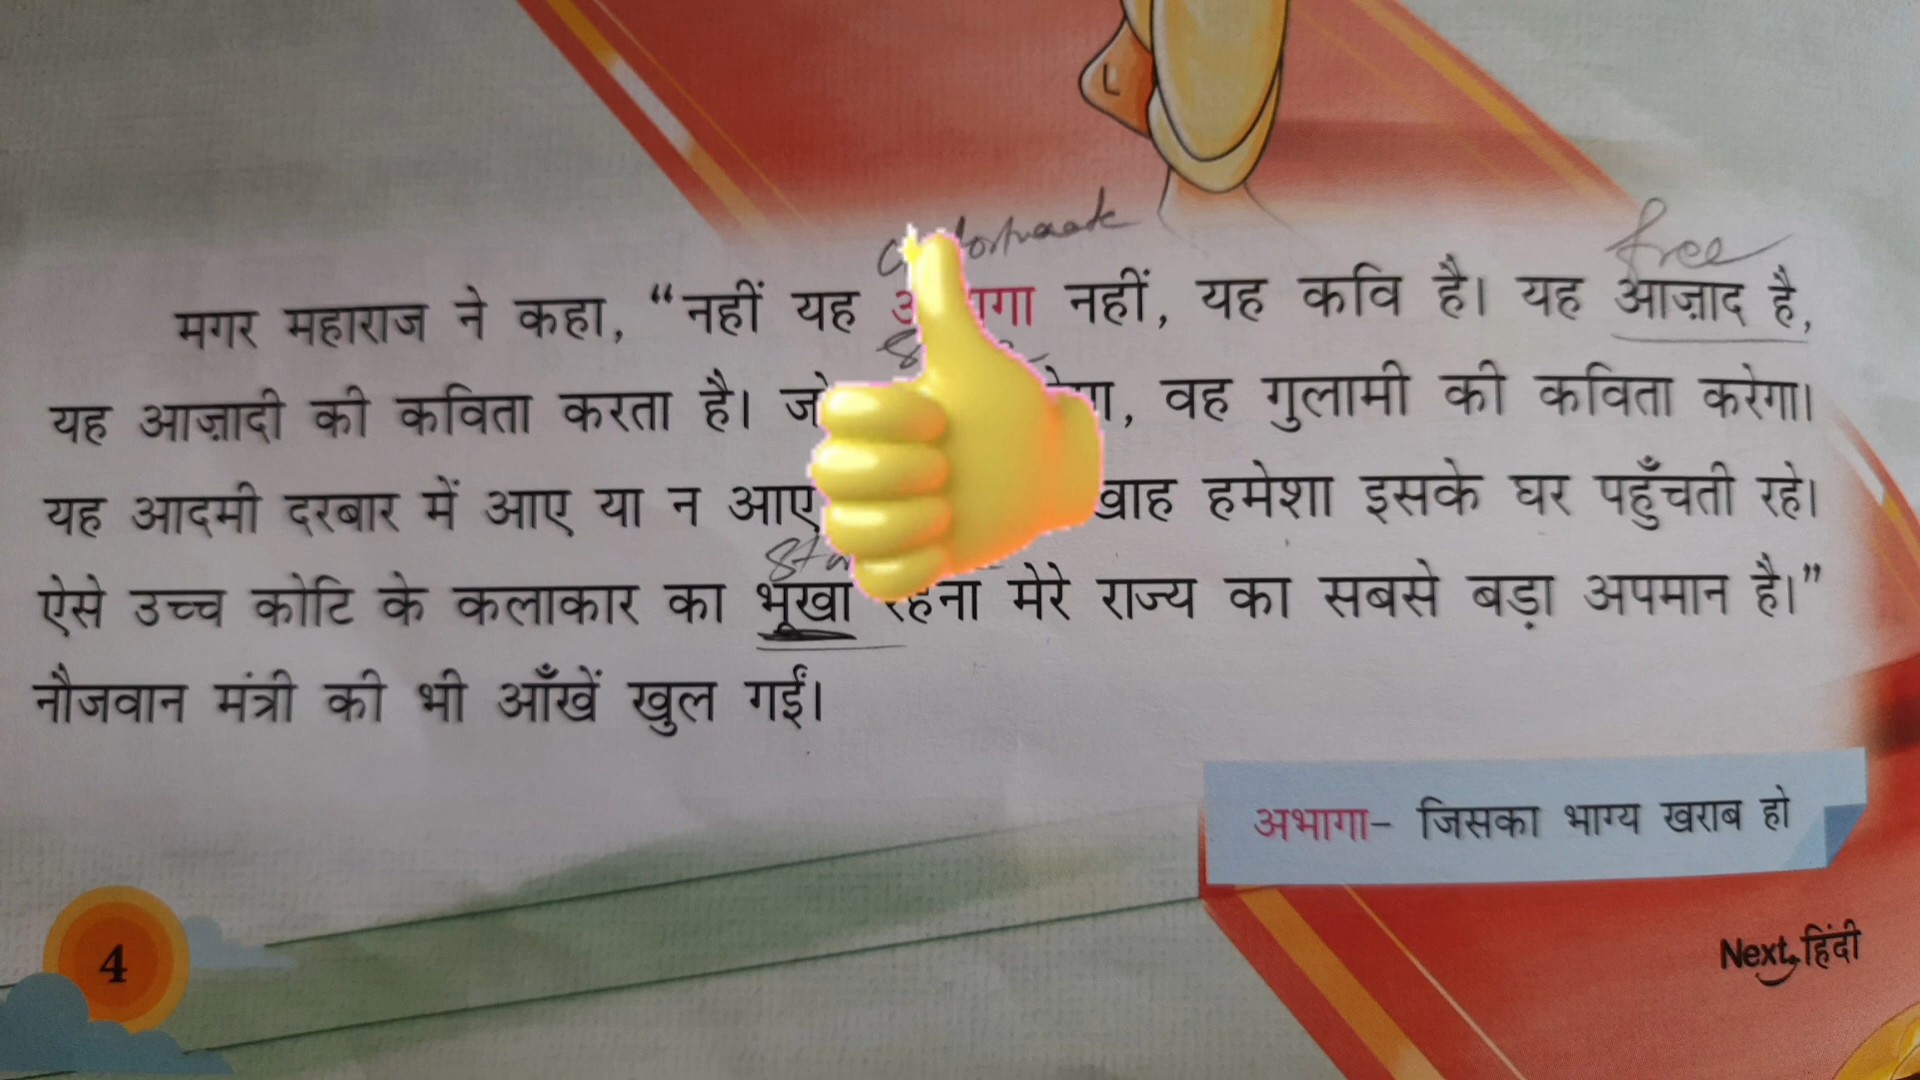 free
मगर महाराज ने कहा, “नहीं यह नहीं, यह कवि है। यह आज़ाद है,
यह आज़ादी की कविता करता है। वह गुलामी की कविता करेगा।
यह आदमी दरबार में आए या न आए हमेशा इसके घर पहुँचती रहे।
ऐसे उच्च कोटि के कलाकार का भूखा रहना मेरे राज्य का सबसे बड़ा अपमान है।”
नौजवान मंत्री की भी आँखें खुल गईं।
अभागा– जिसका भाग्य खराब हो
4
Next हिंदी